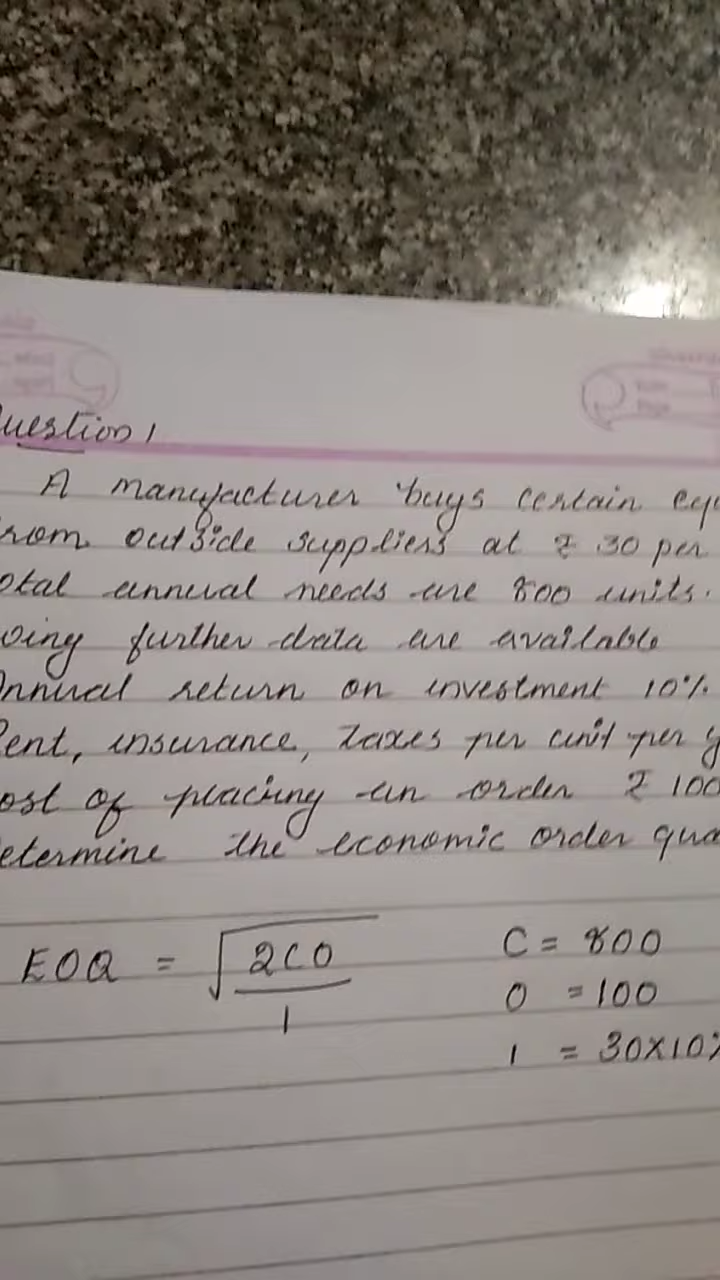 uestion 1
A manufacturer buys certain equ
rom outside suppliers at ₹ 30 per
otal annual needs are 800 units.
oing further data are available
nnual return on investment 10%
ent, insurance, taxes per unit per y
ost of placing an order ₹ 100
etermine the economic order qua
EOQ = √2CO/I C = 800
O = 100
I = 30×10%